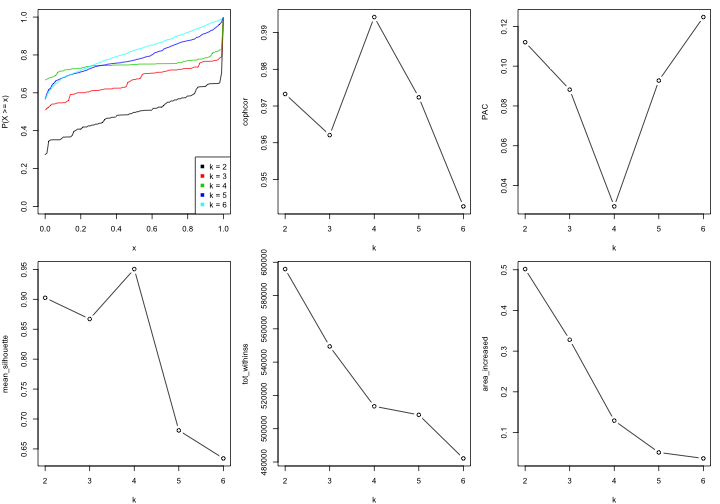 P(X >= x)
0.0 0.2 0.4 0.6 0.8 1.0
k = 2
k = 3
k = 4
k = 5
k = 6
0.0 0.2 0.4 0.6 0.8 1.0
x
cophcor
0.95 0.96 0.97 0.98 0.99
2 3 4 5 6
k
PAC
0.04 0.06 0.08 0.10 0.12
2 3 4 5 6
k
mean_silhouette
0.65 0.70 0.75 0.80 0.85 0.90 0.95
2 3 4 5 6
k
tot_withinss
480000 500000 520000 540000 560000 580000 600000
2 3 4 5 6
k
area_increased
0.1 0.2 0.3 0.4 0.5
2 3 4 5 6
k